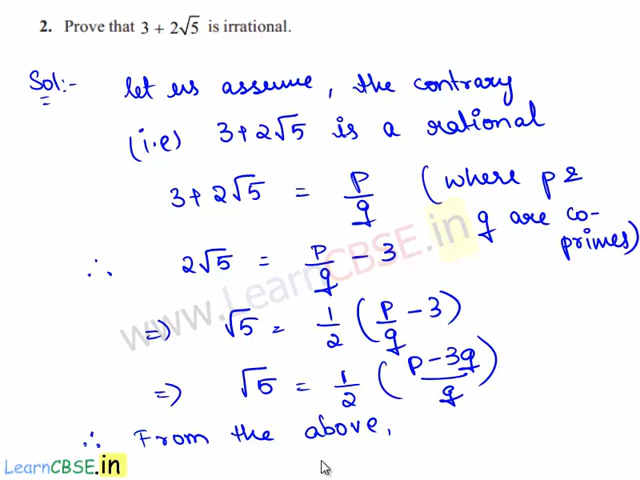 2. Prove that 3 + 2√5 is irrational.
Sol:- let us assume, the contrary
(i.e) 3+2√5 is a rational
3+2√5 = p/q (where p &
q are co-
primes)
∴ 2√5 = p/q - 3
=> √5 = 1/2 (p/q - 3)
=> √5 = 1/2 (p-3q/q)
∴ From the above,
www.LearnCBSE.in
LearnCBSE.in